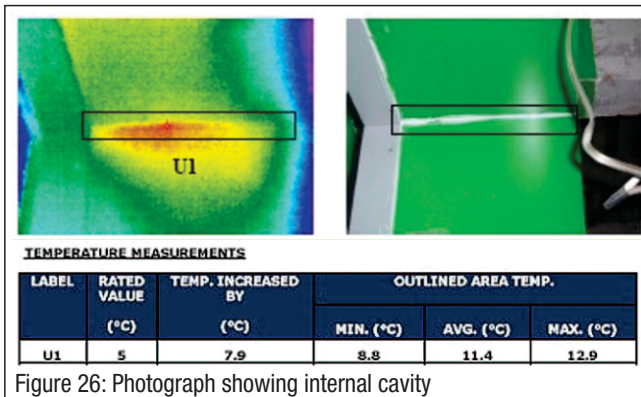 U1
TEMPERATURE MEASUREMENTS
LABEL RATED VALUE (°C) TEMP. INCREASED BY (°C) OUTLINED AREA TEMP.
MIN. (°C) AVG. (°C) MAX. (°C)
U1 5 7.9 8.8 11.4 12.9
Figure 26: Photograph showing internal cavity